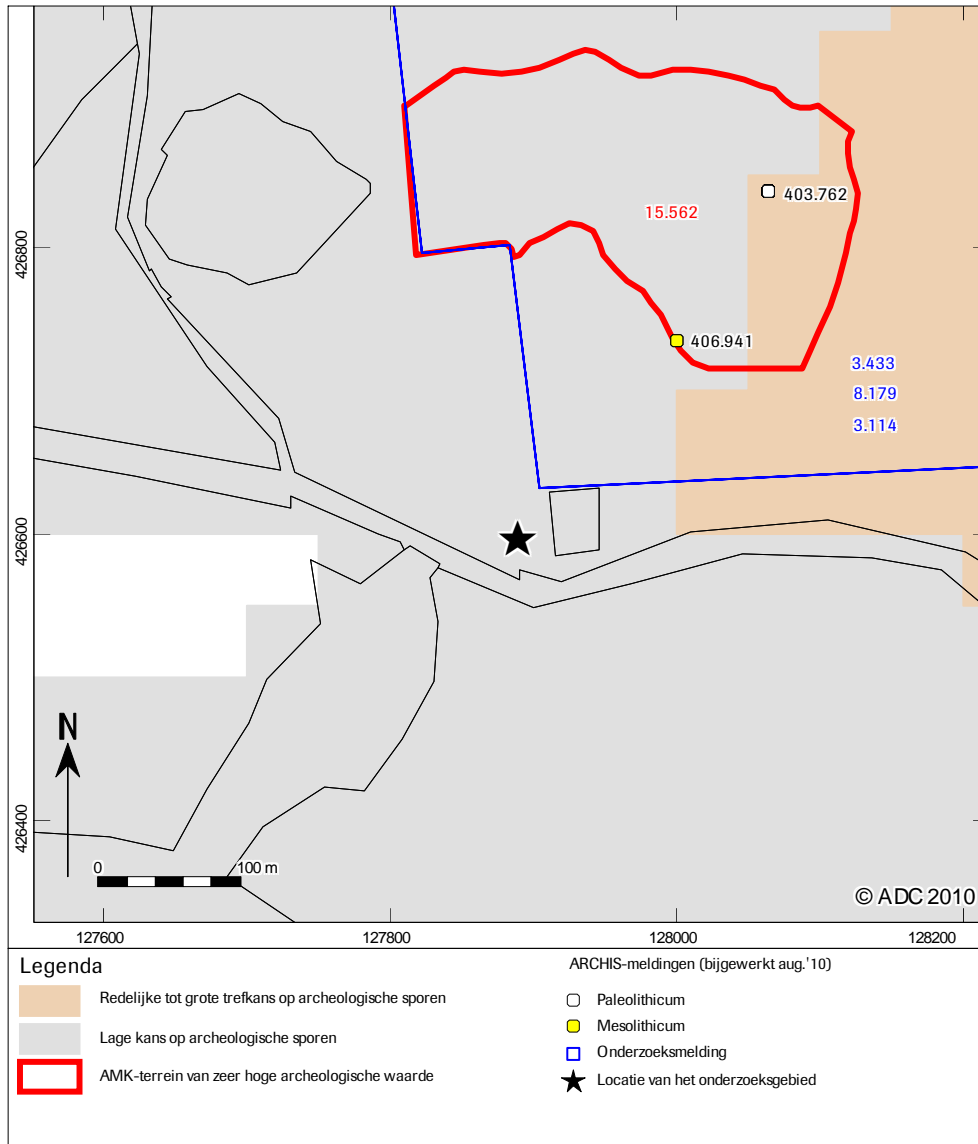 403.762
15.562
426800
406.941
3.433
8.179
3.114
426600
N
426400
0 100 m
© ADC 2010
127600 127800 128000 128200
Legenda
Redelijke tot grote trefkans op archeologische sporen
Lage kans op archeologische sporen
AMK-terrein van zeer hoge archeologische waarde
ARCHIS-meldingen (bijgewerkt aug.'10)
Paleolithicum
Mesolithicum
Onderzoeksmelding
Locatie van het onderzoeksgebied